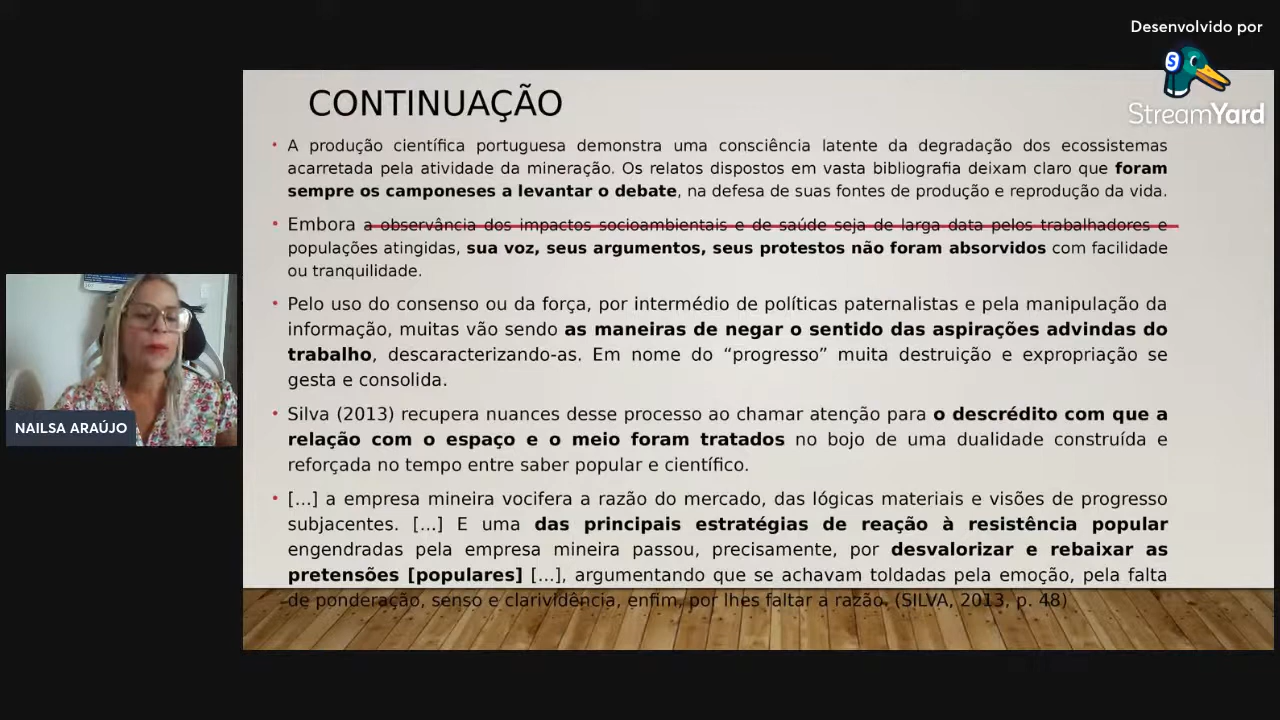 Desenvolvido por
StreamYard
CONTINUAÇÃO
• A produção científica portuguesa demonstra uma consciência latente da degradação dos ecossistemas
acarretada pela atividade da mineração. Os relatos dispostos em vasta bibliografia deixam claro que foram
sempre os camponeses a levantar o debate, na defesa de suas fontes de produção e reprodução da vida.
• Embora a observância dos impactos socioambientais e de saúde seja de larga data pelos trabalhadores e
populações atingidas, sua voz, seus argumentos, seus protestos não foram absorvidos com facilidade
ou tranquilidade.
• Pelo uso do consenso ou da força, por intermédio de políticas paternalistas e pela manipulação da
informação, muitas vão sendo as maneiras de negar o sentido das aspirações advindas do
trabalho, descaracterizando-as. Em nome do “progresso” muita destruição e expropriação se
gesta e consolida.
• Silva (2013) recupera nuances desse processo ao chamar atenção para o descrédito com que a
relação com o espaço e o meio foram tratados no bojo de uma dualidade construída e
reforçada no tempo entre saber popular e científico.
• [...] a empresa mineira vocifera a razão do mercado, das lógicas materiais e visões de progresso
subjacentes. [...] E uma das principais estratégias de reação à resistência popular
engendradas pela empresa mineira passou, precisamente, por desvalorizar e rebaixar as
pretensões [populares] [...], argumentando que se achavam toldadas pela emoção, pela falta
de ponderação, senso e clarividência, enfim, por lhes faltar a razão. (SILVA, 2013, p. 48)
NAILSA ARAÚJO